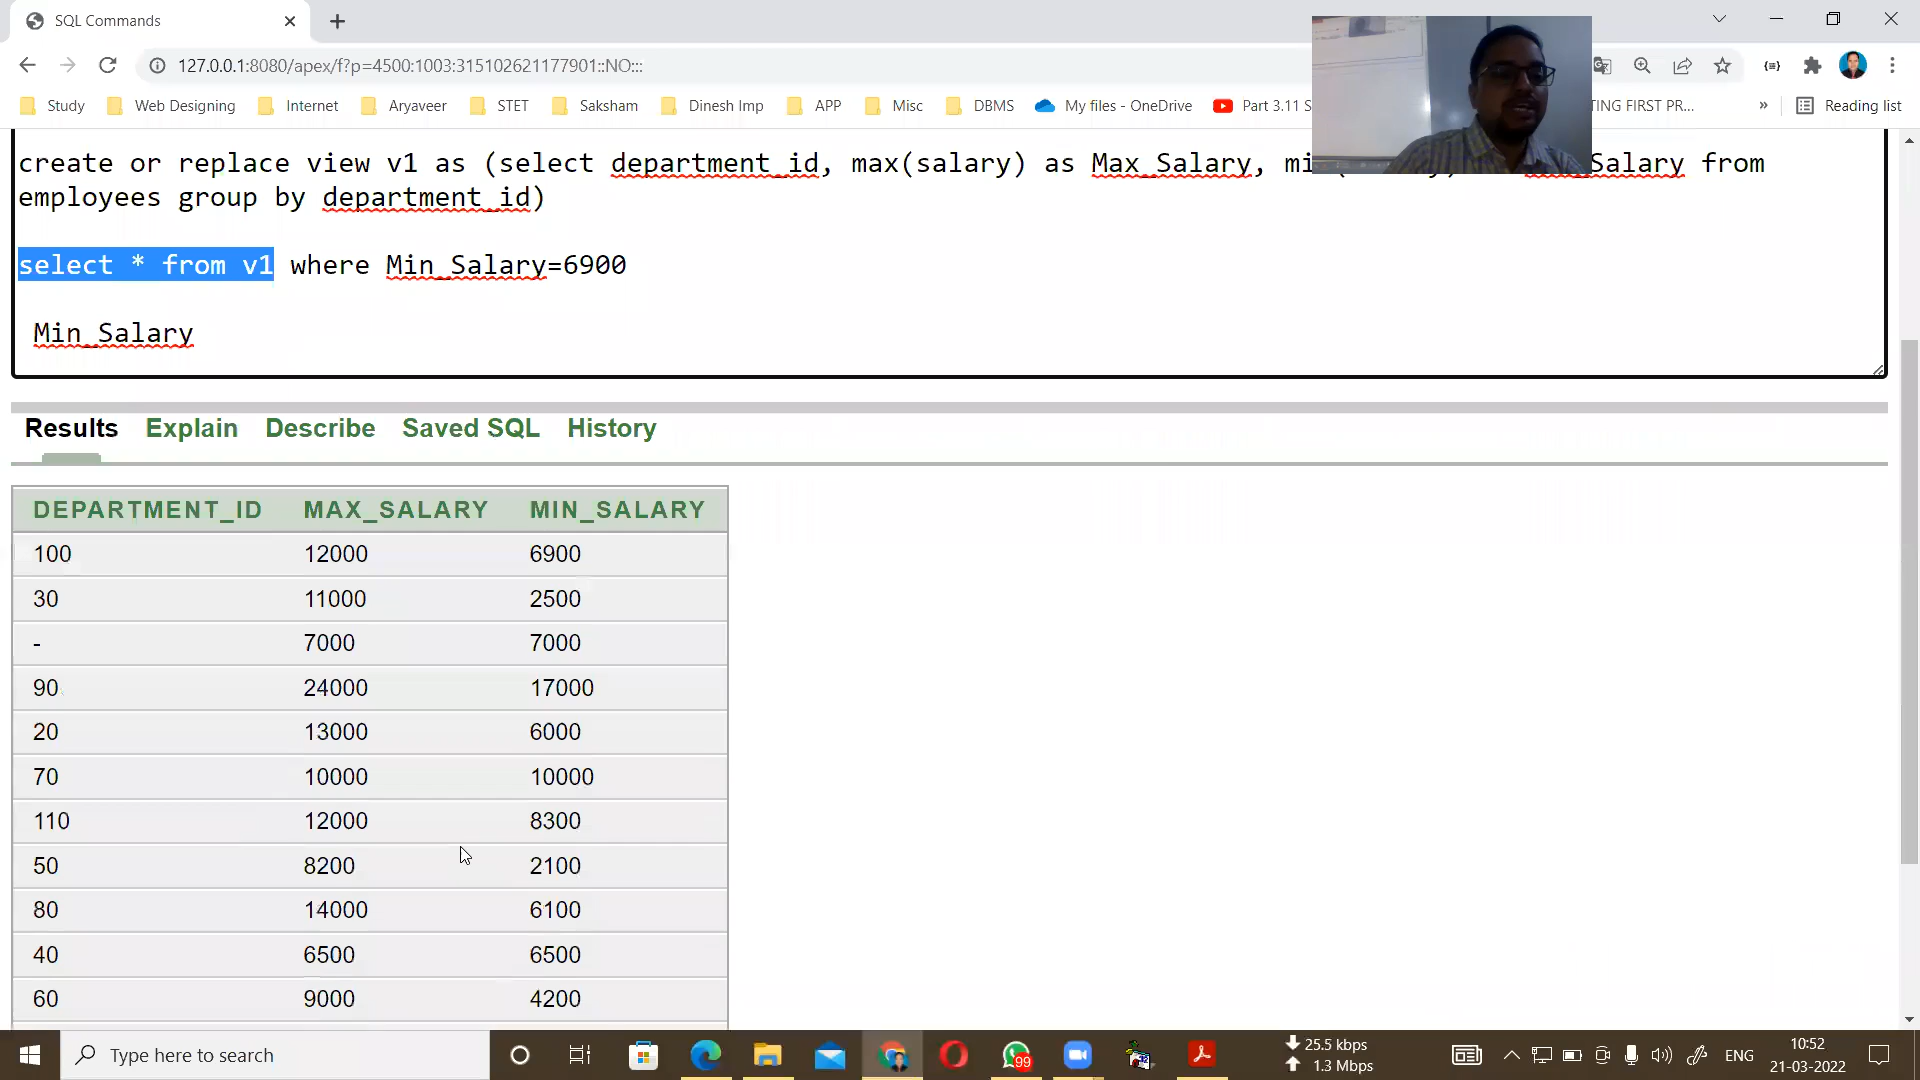 SQL Commands
127.0.0.1:8080/apex/f?p=4500:1003:315102621177901::NO:::
Study Web Designing Internet Aryaveer STET Saksham Dinesh Imp APP Misc DBMS My files - OneDrive Part 3.11 S TING FIRST PR... » Reading list
create or replace view v1 as (select department_id, max(salary) as Max_Salary, mi _Salary from
employees group by department_id)
select * from v1 where Min_Salary=6900
Min_Salary
Results Explain Describe Saved SQL History
DEPARTMENT_ID MAX_SALARY MIN_SALARY
100 12000 6900
30 11000 2500
- 7000 7000
90 24000 17000
20 13000 6000
70 10000 10000
110 12000 8300
50 8200 2100
80 14000 6100
40 6500 6500
60 9000 4200
Type here to search
99
25.5 kbps
1.3 Mbps
ENG
10:52
21-03-2022